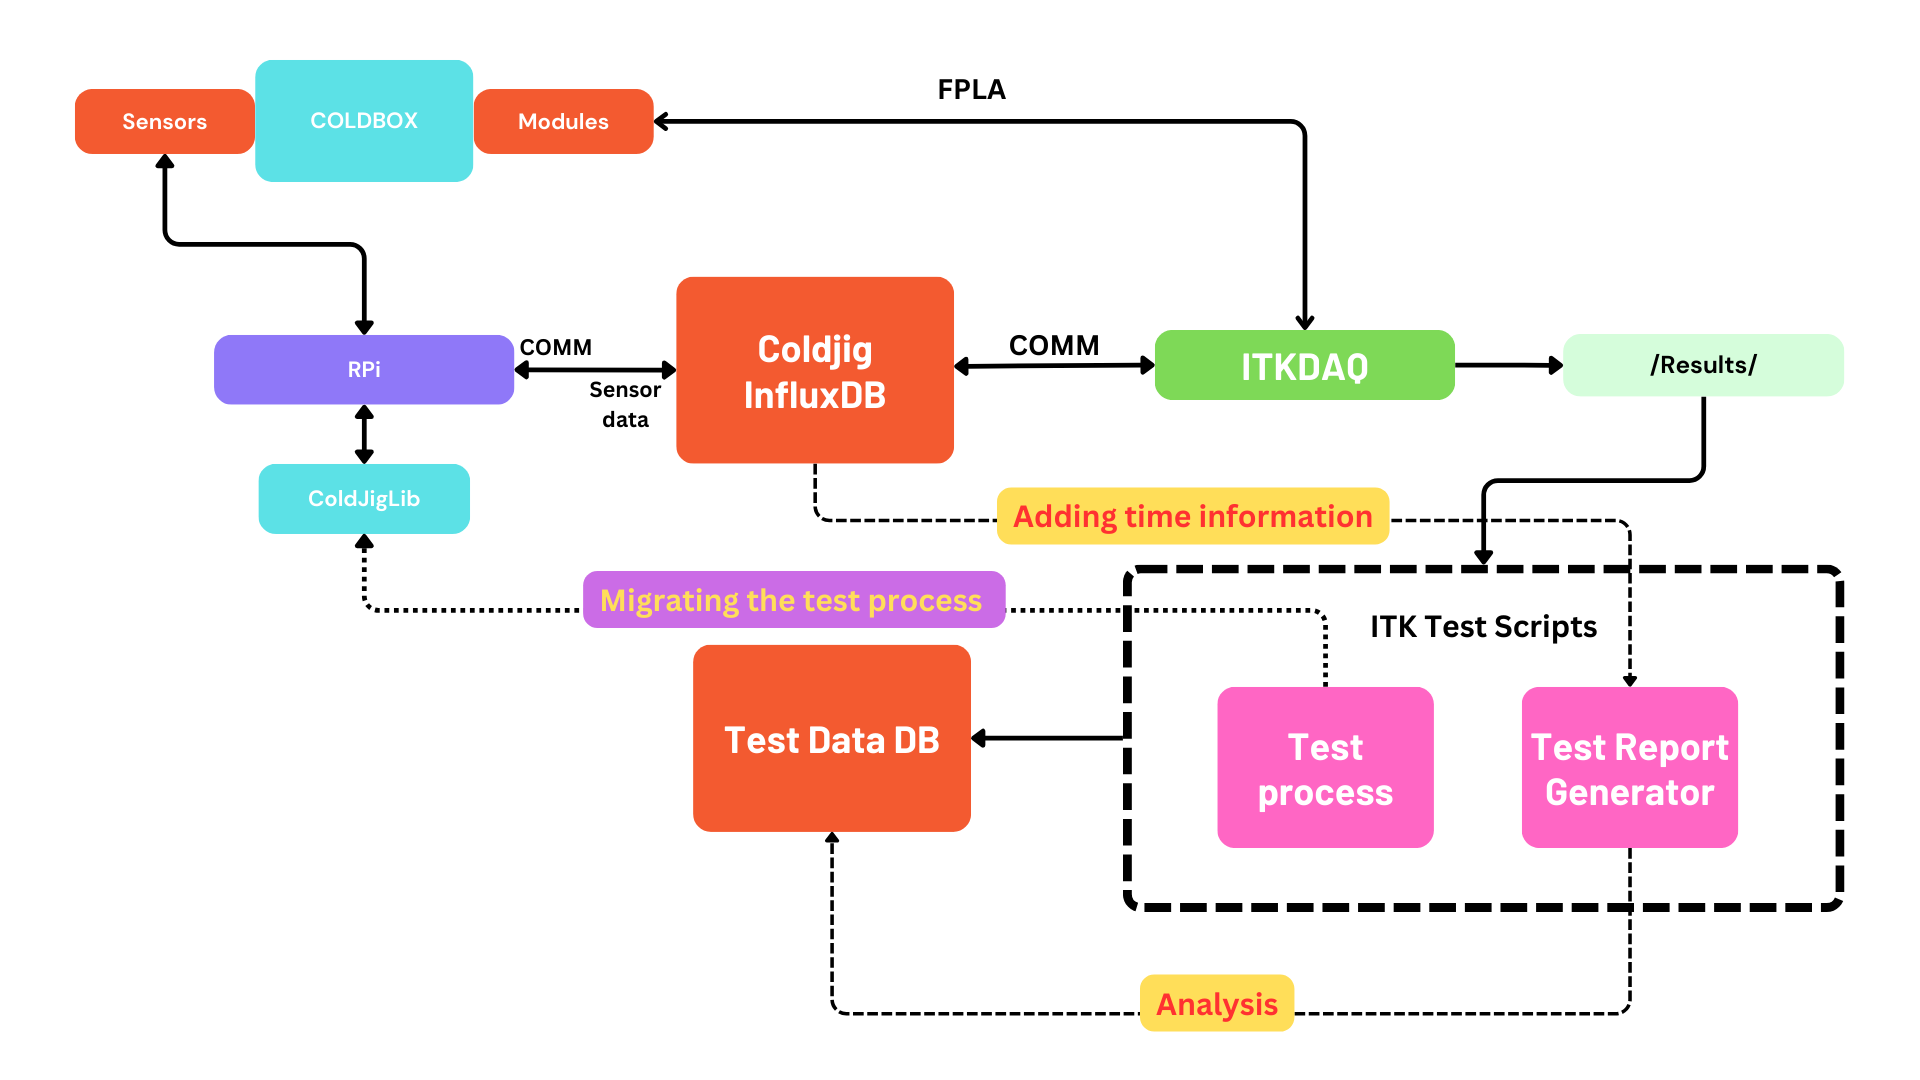 FPLA
Sensors
COLDBOX
Modules
COMM
Sensor
data
RPi
Coldjig
InfluxDB
COMM
ITKDAQ
/Results/
ColdJigLib
Adding time information
Migrating the test process
ITK Test Scripts
Test Data DB
Test
process
Test Report
Generator
Analysis